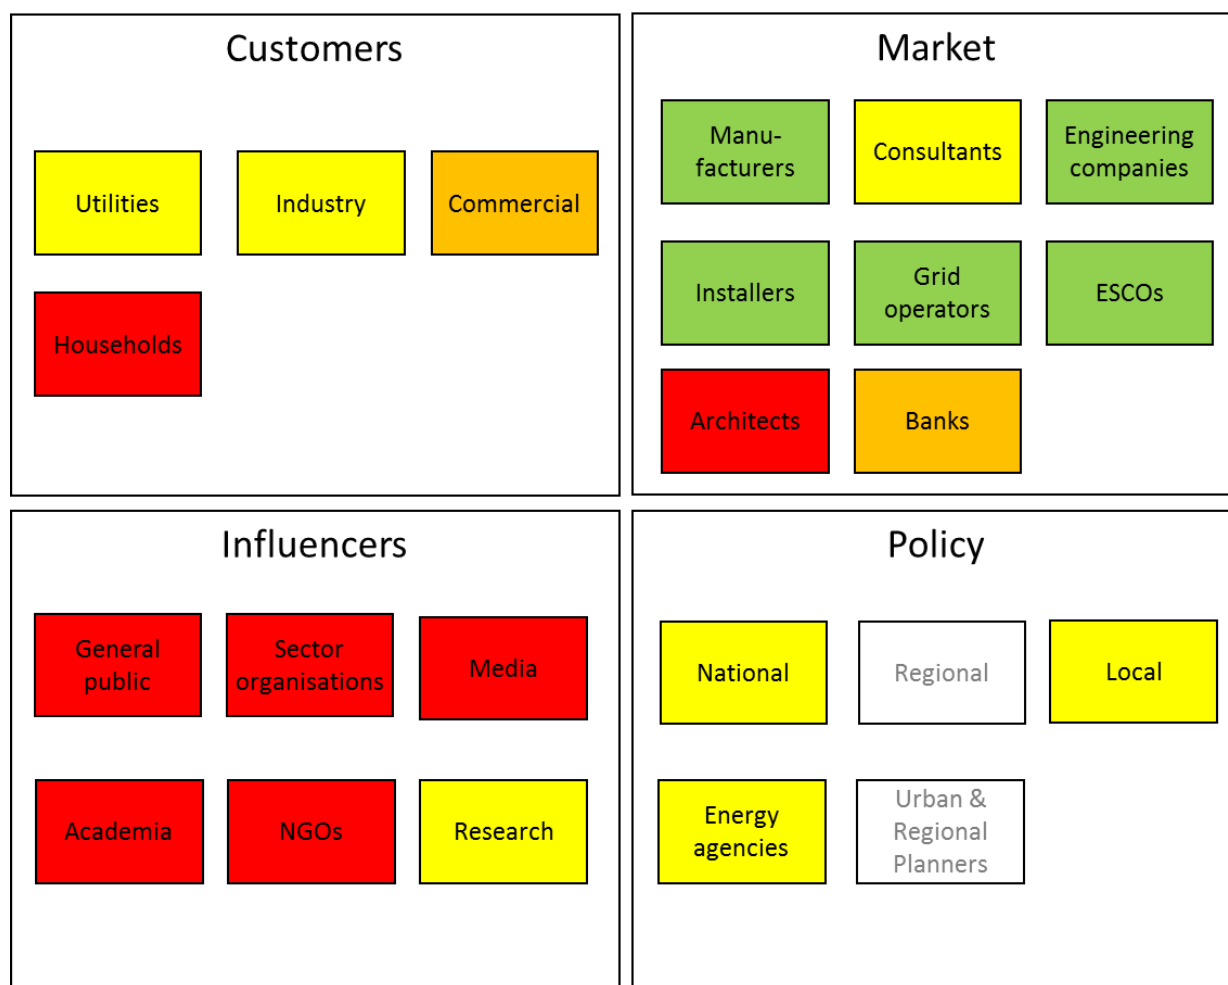 Customers
Utilities
Industry
Commercial
Households
Market
Manu-
facturers
Consultants
Engineering
companies
Installers
Grid
operators
ESCOs
Architects
Banks
Influencers
General
public
Sector
organisations
Media
Academia
NGOs
Research
Policy
National
Regional
Local
Energy
agencies
Urban &
Regional
Planners